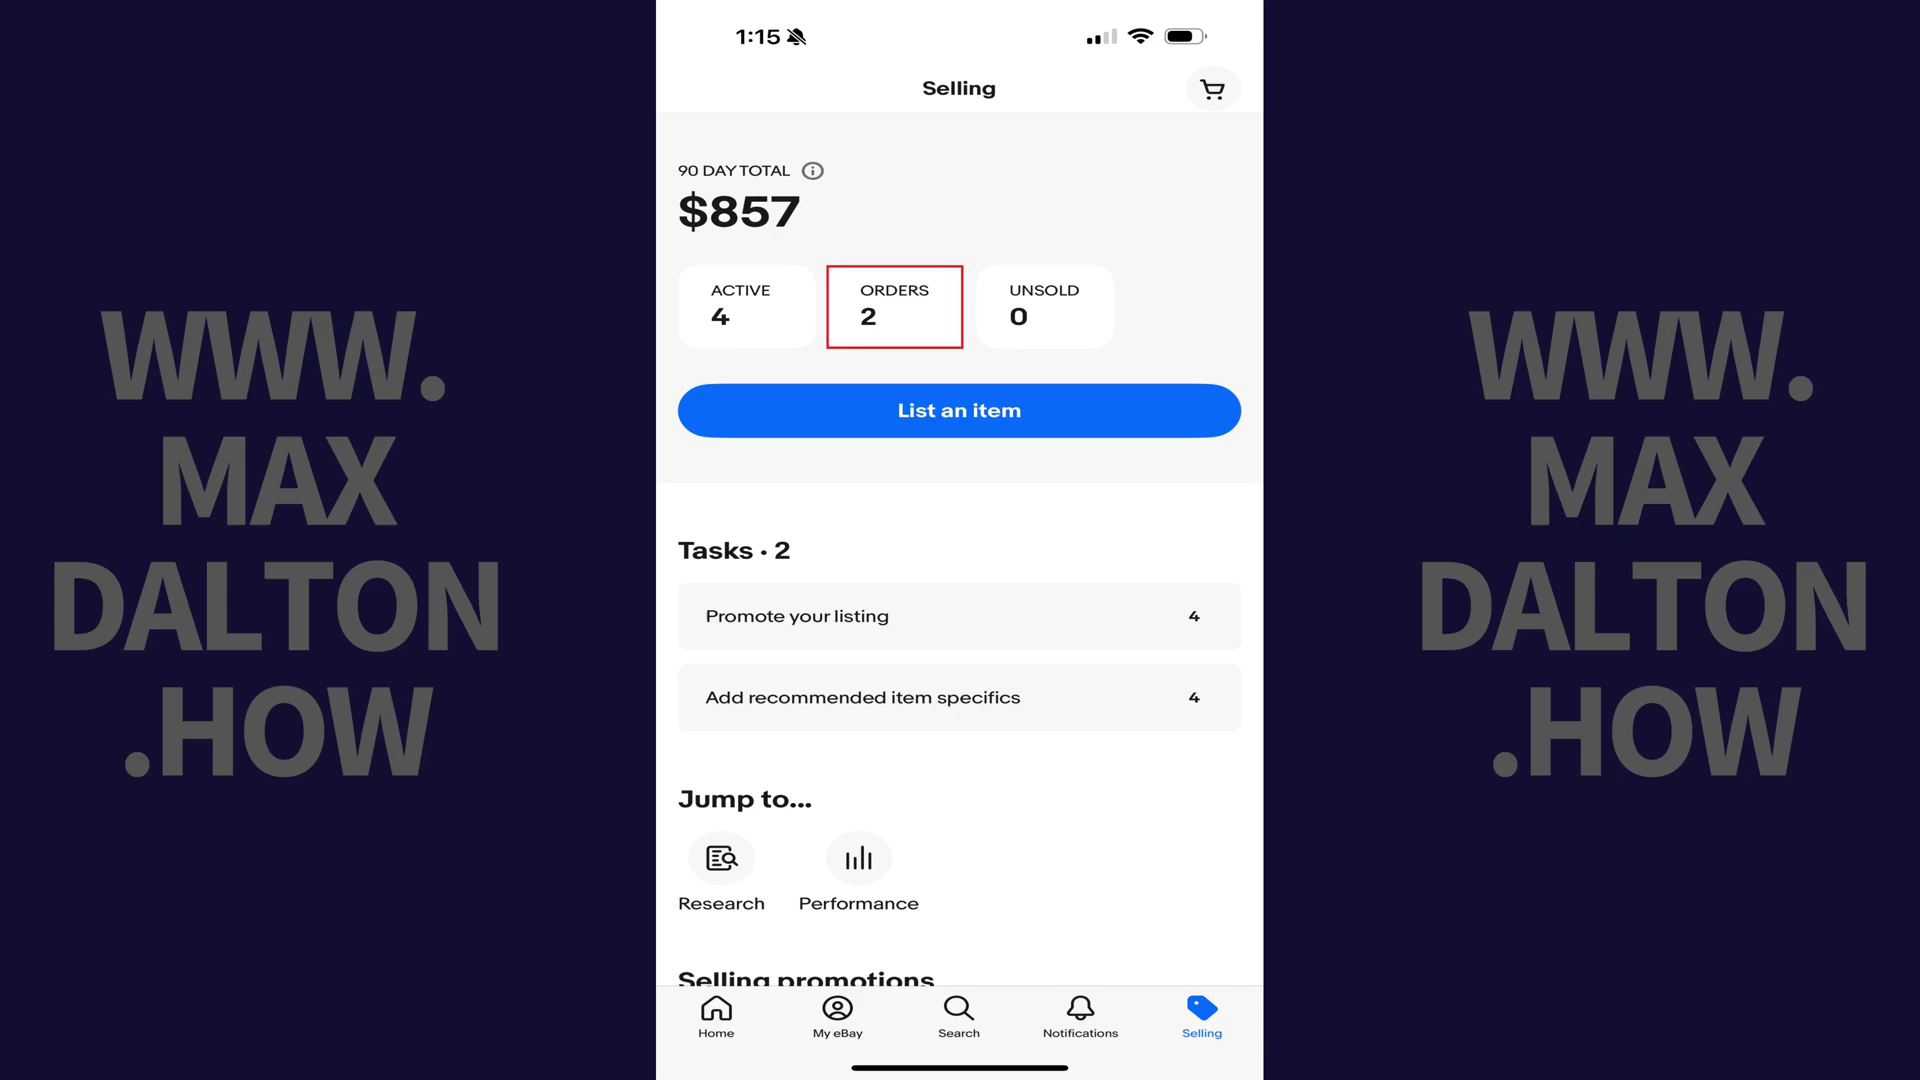 WWW.
MAX
DALTON
.HOW
1:15
Selling
90 DAY TOTAL
$857
ACTIVE
4
ORDERS
2
UNSOLD
0
List an item
Tasks · 2
Promote your listing 4
Add recommended item specifics 4
Jump to...
Research Performance
Selling promotions
Home My eBay Search Notifications Selling
WWW.
MAX
DALTON
.HOW